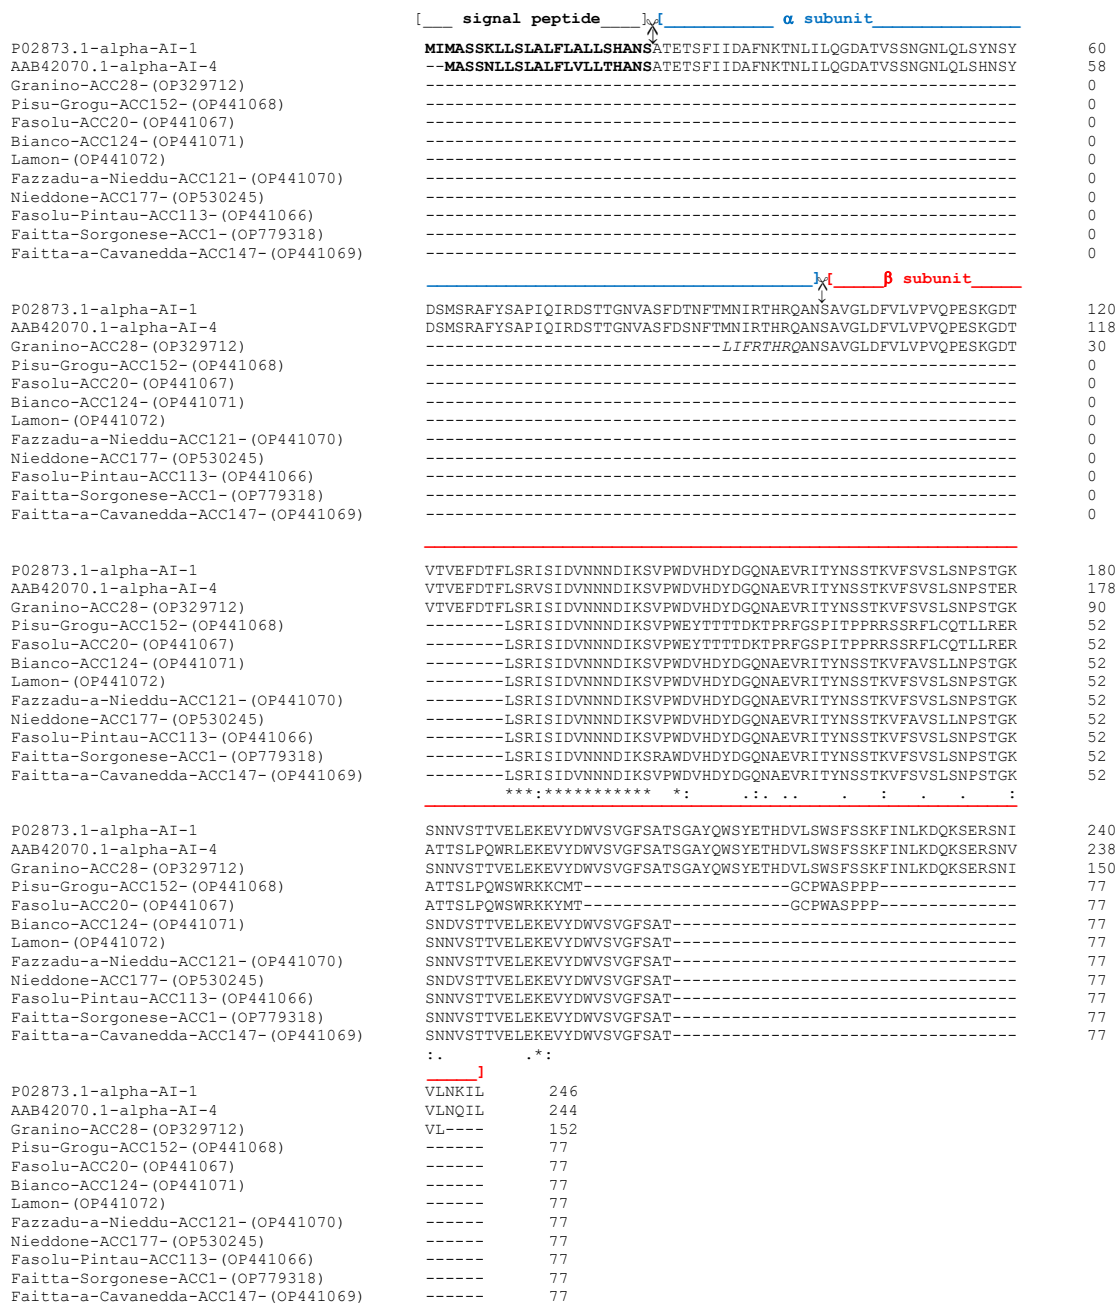 [___ signal peptide____]✂[___________ α subunit_______________]
P02873.1-alpha-AI-1 MIMASSKLLSLALFLALLSHANSATETSFIIDAFNKTNLILQGDATVSSNGNLQLSYNSY 60
AAB42070.1-alpha-AI-4 --MASSNLLSLALFLVLLTHANSATETSFIIDAFNKTNLILQGDATVSSNGNLQLSHNSY 58
Granino-ACC28-(OP329712) ------------------------------------------------------------ 0
Pisu-Grogu-ACC152-(OP441068) ------------------------------------------------------------ 0
Fasolu-ACC20-(OP441067) ------------------------------------------------------------ 0
Bianco-ACC124-(OP441071) ------------------------------------------------------------ 0
Lamon-(OP441072) ------------------------------------------------------------ 0
Fazzadu-a-Nieddu-ACC121-(OP441070) ------------------------------------------------------------ 0
Nieddone-ACC177-(OP530245) ------------------------------------------------------------ 0
Fasolu-Pintau-ACC113-(OP441066) ------------------------------------------------------------ 0
Faitta-Sorgonese-ACC1-(OP779318) ------------------------------------------------------------ 0
Faitta-a-Cavanedda-ACC147-(OP441069) ------------------------------------------------------------ 0
_______________________________________]✂[_____β subunit_____
P02873.1-alpha-AI-1 DSMSRAFYSAPIQIRDSTTGNVASFDTNFTMNIRTHRQANSAVGLDFVLVPVQPESKGDT 120
AAB42070.1-alpha-AI-4 DSMSRAFYSAPIQIRDSTTGNVASFDSNFTMNIRTHRQANSAVGLDFVLVPVQPESKGDT 118
Granino-ACC28-(OP329712) ------------------------------LIFRTHRQANSAVGLDFVLVPVQPESKGDT 30
Pisu-Grogu-ACC152-(OP441068) ------------------------------------------------------------ 0
Fasolu-ACC20-(OP441067) ------------------------------------------------------------ 0
Bianco-ACC124-(OP441071) ------------------------------------------------------------ 0
Lamon-(OP441072) ------------------------------------------------------------ 0
Fazzadu-a-Nieddu-ACC121-(OP441070) ------------------------------------------------------------ 0
Nieddone-ACC177-(OP530245) ------------------------------------------------------------ 0
Fasolu-Pintau-ACC113-(OP441066) ------------------------------------------------------------ 0
Faitta-Sorgonese-ACC1-(OP779318) ------------------------------------------------------------ 0
Faitta-a-Cavanedda-ACC147-(OP441069) ------------------------------------------------------------ 0
P02873.1-alpha-AI-1 VTVEFDTFLSRISIDVNNNDIKSVPWDVHDYDGQNAEVRITYNSSTKVFSVSLSNPSTGK 180
AAB42070.1-alpha-AI-4 VTVEFDTFLSRVSIDVNNNDIKSVPWDVHDYDGQNAEVRITYNSSTKVFSVSLSNPSTER 178
Granino-ACC28-(OP329712) VTVEFDTFLSRISIDVNNNDIKSVPWDVHDYDGQNAEVRITYNSSTKVFSVSLSNPSTGK 90
Pisu-Grogu-ACC152-(OP441068) --------LSRISIDVNNNDIKSVPWEYTTTTDKTPRFGSPITPPRRSSRFLCQTLLRER 52
Fasolu-ACC20-(OP441067) --------LSRISIDVNNNDIKSVPWEYTTTTDKTPRFGSPITPPRRSSRFLCQTLLRER 52
Bianco-ACC124-(OP441071) --------LSRISIDVNNNDIKSVPWDVHDYDGQNAEVRITYNSSTKVFAVSLLNPSTGK 52
Lamon-(OP441072) --------LSRISIDVNNNDIKSVPWDVHDYDGQNAEVRITYNSSTKVFSVSLSNPSTGK 52
Fazzadu-a-Nieddu-ACC121-(OP441070) --------LSRISIDVNNNDIKSVPWDVHDYDGQNAEVRITYNSSTKVFSVSLSNPSTGK 52
Nieddone-ACC177-(OP530245) --------LSRISIDVNNNDIKSVPWDVHDYDGQNAEVRITYNSSTKVFAVSLLNPSTGK 52
Fasolu-Pintau-ACC113-(OP441066) --------LSRISIDVNNNDIKSVPWDVHDYDGQNAEVRITYNSSTKVFSVSLSNPSTGK 52
Faitta-Sorgonese-ACC1-(OP779318) --------LSRISIDVNNNDIKSRAWDVHDYDGQNAEVRITYNSSTKVFSVSLSNPSTGK 52
Faitta-a-Cavanedda-ACC147-(OP441069) --------LSRISIDVNNNDIKSVPWDVHDYDGQNAEVRITYNSSTKVFSVSLSNPSTGK 52
***:***********  *:      .:. ..    .   :   .   .    :
P02873.1-alpha-AI-1 SNNVSTTVELEKEVYDWVSVGFSATSGAYQWSYETHDVLSWSFSSKFINLKDQKSERSNI 240
AAB42070.1-alpha-AI-4 ATTSLPQWRLEKEVYDWVSVGFSATSGAYQWSYETHDVLSWSFSSKFINLKDQKSERSNV 238
Granino-ACC28-(OP329712) SNNVSTTVELEKEVYDWVSVGFSATSGAYQWSYETHDVLSWSFSSKFINLKDQKSERSNI 150
Pisu-Grogu-ACC152-(OP441068) ATTSLPQWSWRKKCMT---------------------GCPWASPPP-------------- 77
Fasolu-ACC20-(OP441067) ATTSLPQWSWRKKYMT---------------------GCPWASPPP-------------- 77
Bianco-ACC124-(OP441071) SNDVSTTVELEKEVYDWVSVGFSAT----------------------------------- 77
Lamon-(OP441072) SNNVSTTVELEKEVYDWVSVGFSAT----------------------------------- 77
Fazzadu-a-Nieddu-ACC121-(OP441070) SNNVSTTVELEKEVYDWVSVGFSAT----------------------------------- 77
Nieddone-ACC177-(OP530245) SNDVSTTVELEKEVYDWVSVGFSAT----------------------------------- 77
Fasolu-Pintau-ACC113-(OP441066) SNNVSTTVELEKEVYDWVSVGFSAT----------------------------------- 77
Faitta-Sorgonese-ACC1-(OP779318) SNNVSTTVELEKEVYDWVSVGFSAT----------------------------------- 77
Faitta-a-Cavanedda-ACC147-(OP441069) SNNVSTTVELEKEVYDWVSVGFSAT----------------------------------- 77
:.        .*:
_____]
P02873.1-alpha-AI-1 VLNKIL 246
AAB42070.1-alpha-AI-4 VLNQIL 244
Granino-ACC28-(OP329712) VL---- 152
Pisu-Grogu-ACC152-(OP441068) ------ 77
Fasolu-ACC20-(OP441067) ------ 77
Bianco-ACC124-(OP441071) ------ 77
Lamon-(OP441072) ------ 77
Fazzadu-a-Nieddu-ACC121-(OP441070) ------ 77
Nieddone-ACC177-(OP530245) ------ 77
Fasolu-Pintau-ACC113-(OP441066) ------ 77
Faitta-Sorgonese-ACC1-(OP779318) ------ 77
Faitta-a-Cavanedda-ACC147-(OP441069) ------ 77